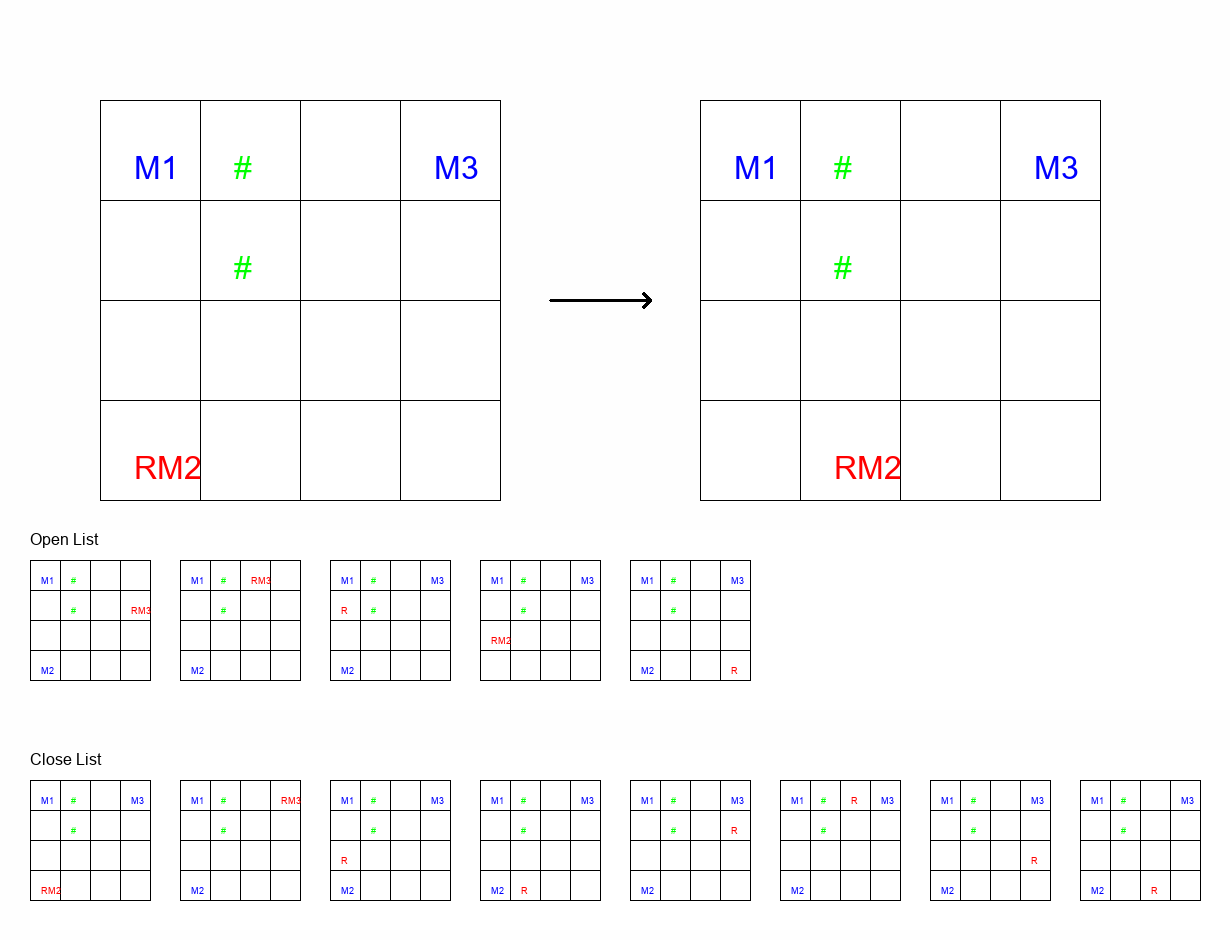 M1 # M3 M1 # M3
# #
RM2 RM2
Open List
M1 # M1 # RM3 M1 # M3 M1 # M3 M1 # M3
# RM3 # R # # #
RM2
M2 M2 M2 M2 R
Close List
M1 # M3 M1 # RM3 M1 # M3 M1 # M3 M1 # M3 M1 # R M3 M1 # M3 M1 # M3
# # # # # R # # #
R R
RM2 M2 M2 M2 R M2 M2 M2 M2 R